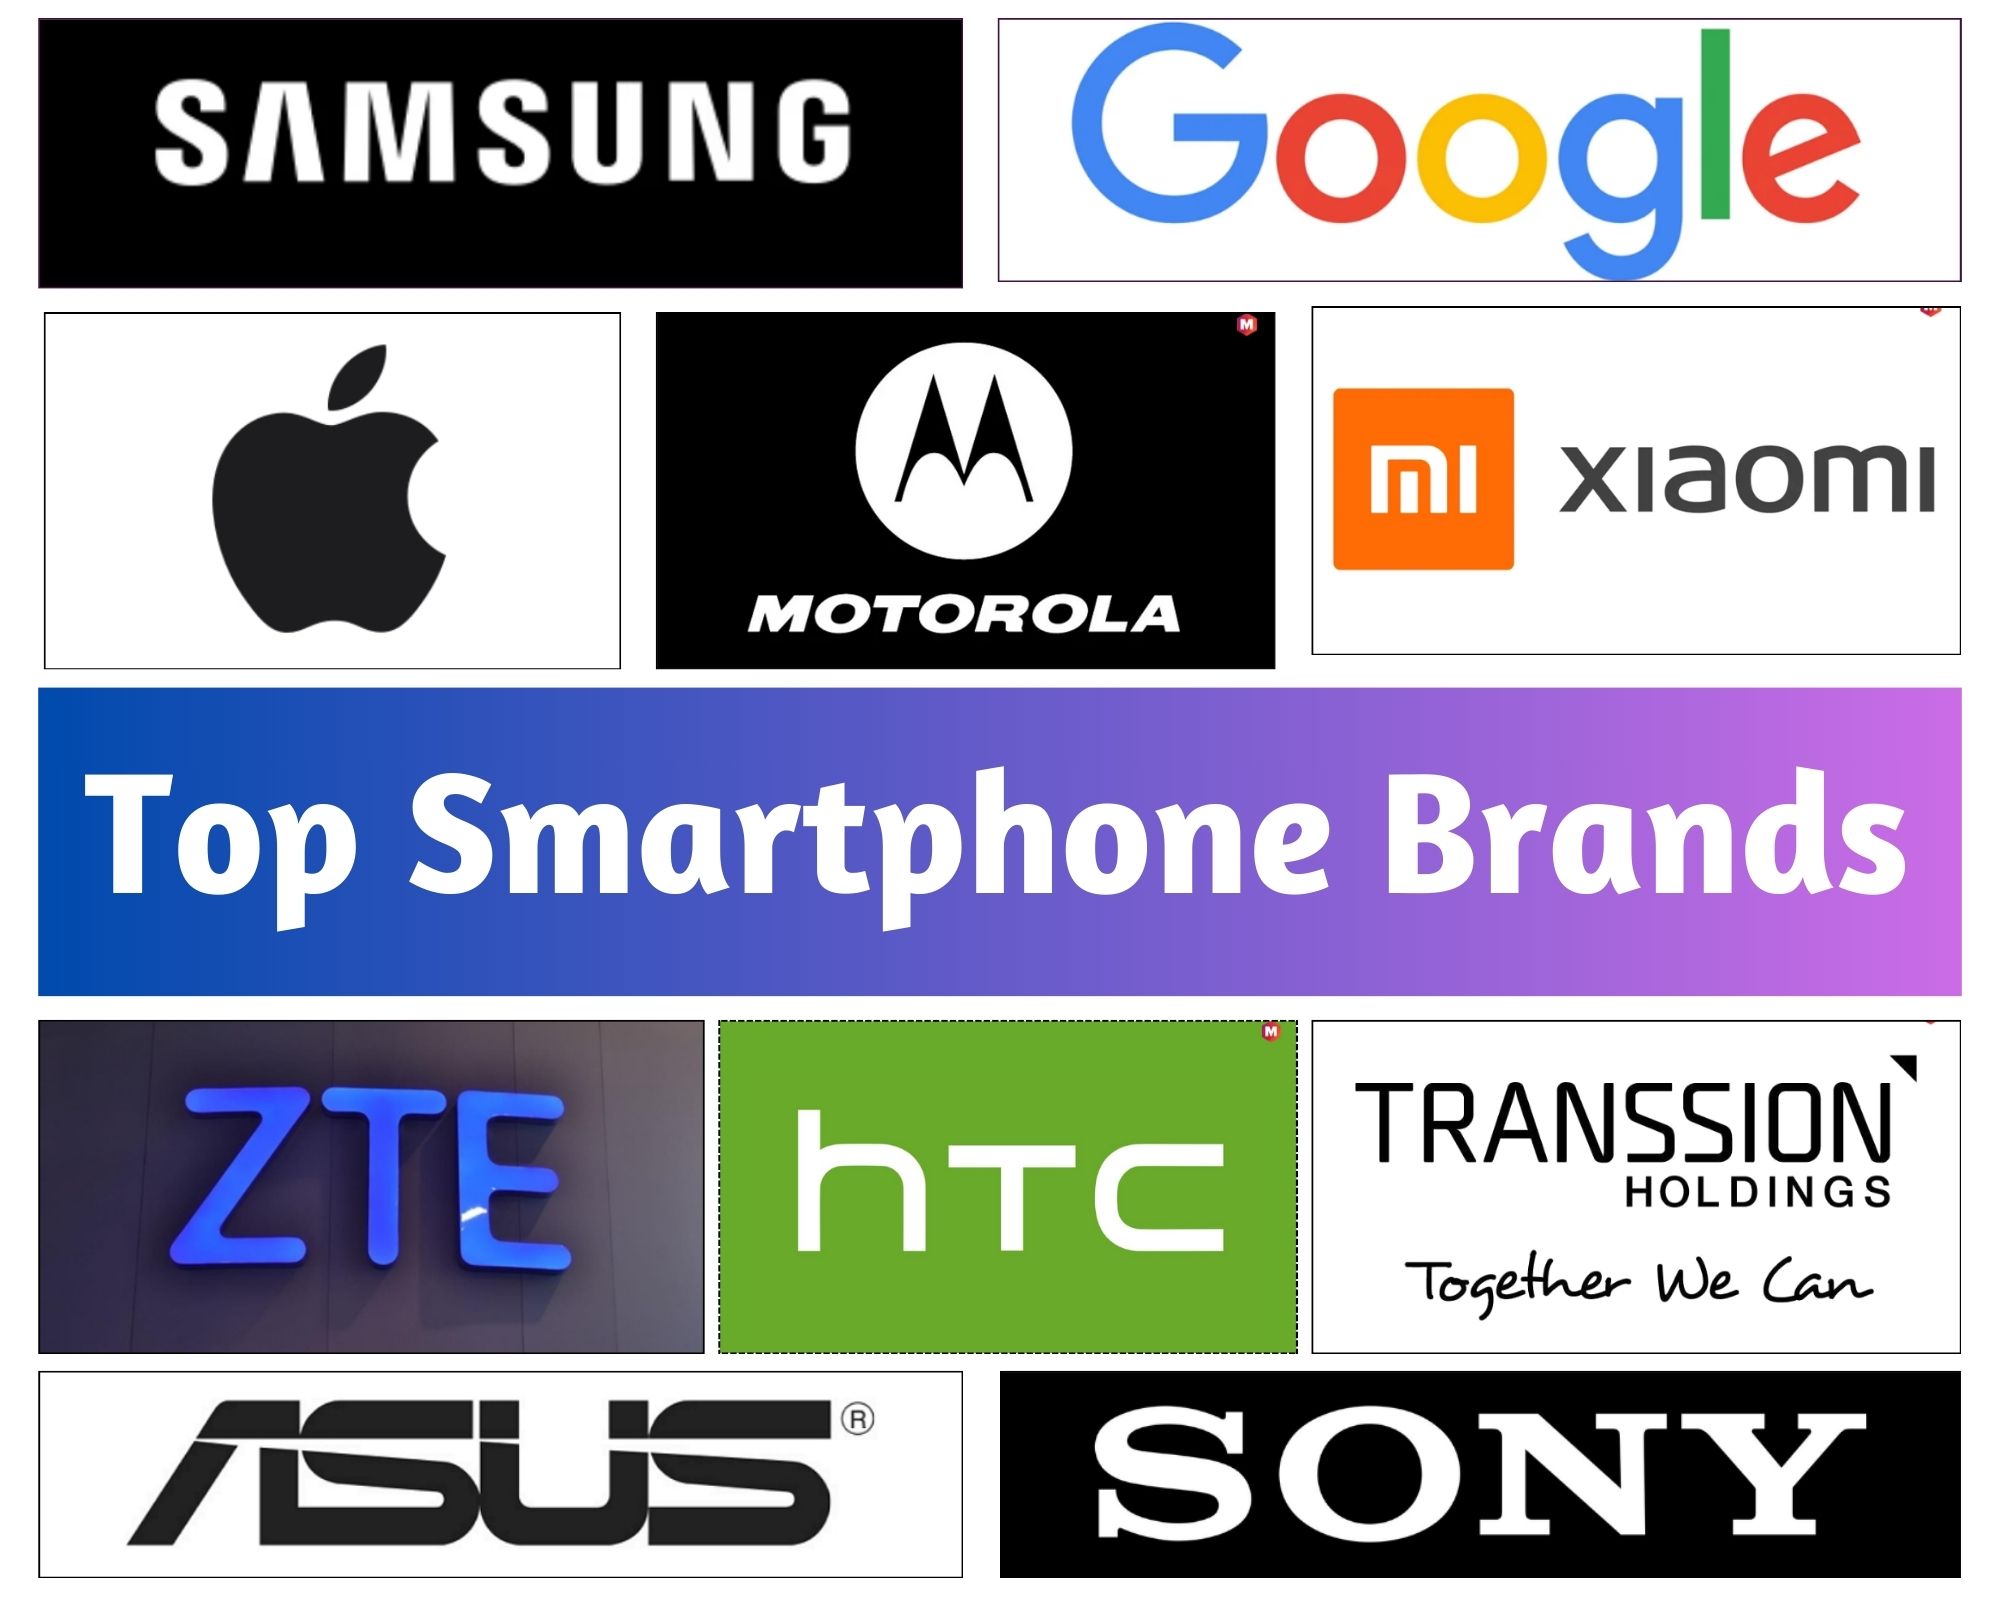 SAMSUNG
Google
MOTOROLA
M
mi xiaomi
Top Smartphone Brands
ZTE
hTC
M
TRANSSION
HOLDINGS
Together We Can
ASUS®
SONY